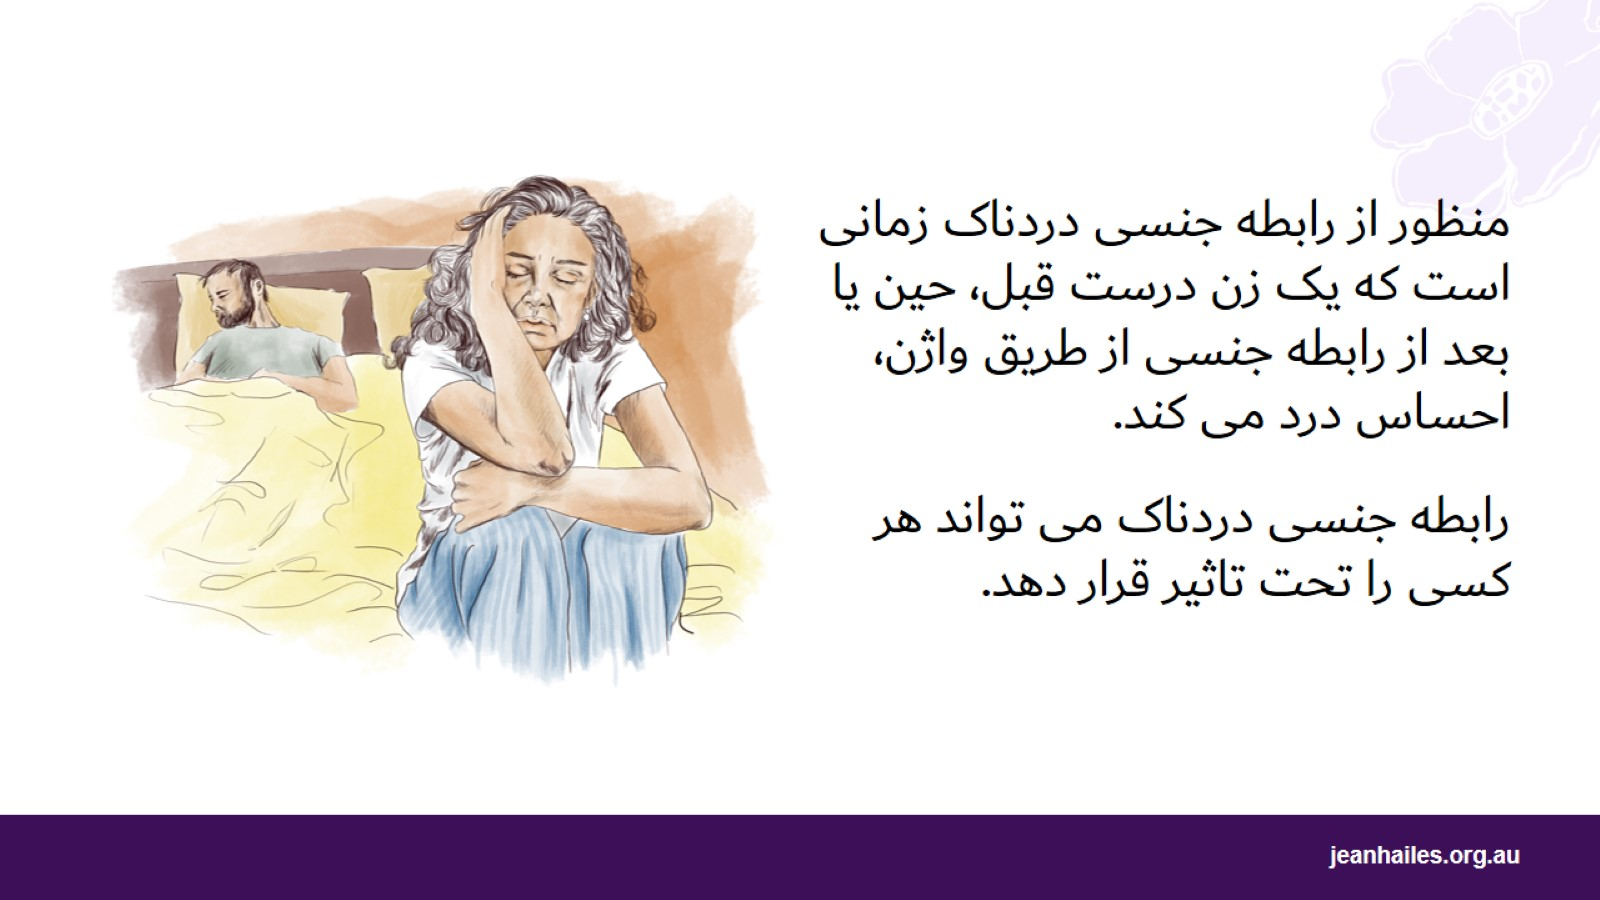 منظور از رابطه جنسی دردناک زمانی
است که یک زن درست قبل، حین یا
بعد از رابطه جنسی از طریق واژن،
احساس درد می کند.
رابطه جنسی دردناک می تواند هر
کسی را تحت تاثیر قرار دهد.
jeanhailes.org.au